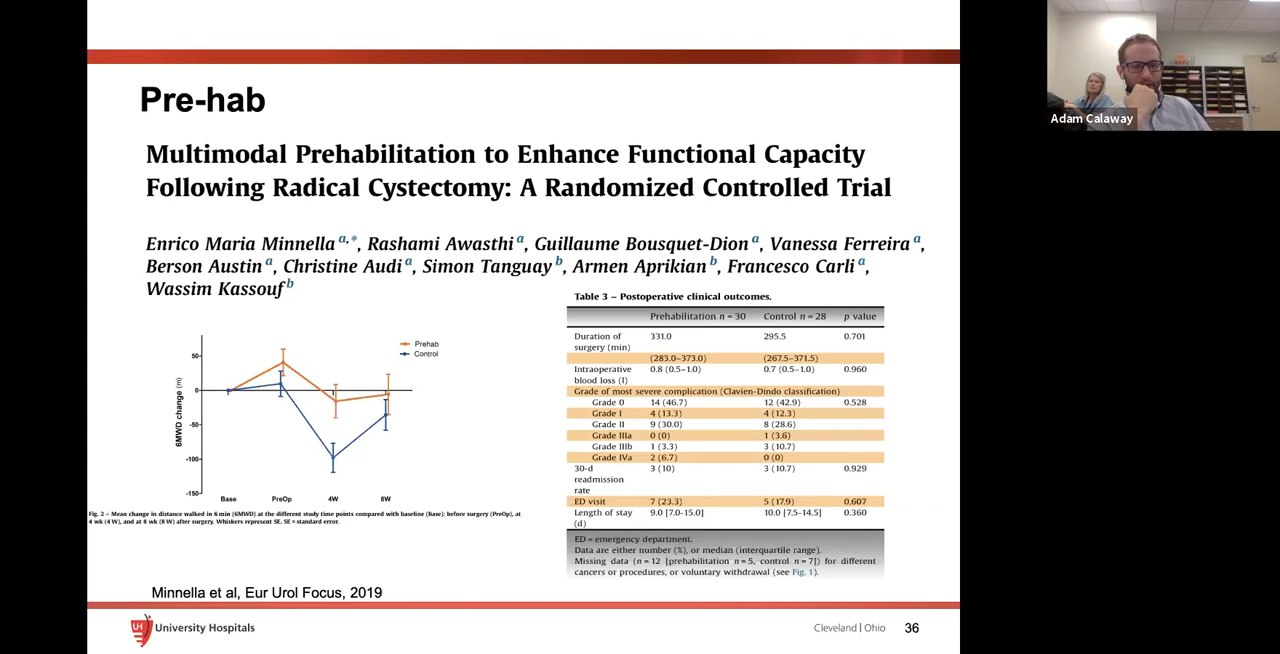 Pre-hab
Multimodal Prehabilitation to Enhance Functional Capacity
Following Radical Cystectomy: A Randomized Controlled Trial
Enrico Maria Minnella a,*, Rashami Awasthi a, Guillaume Bousquet-Dion a, Vanessa Ferreira a,
Berson Austin a, Christine Audi a, Simon Tanguay b, Armen Aprikian b, Francesco Carli a,
Wassim Kassouf b
6MWD change (m)
50
0
-50
-100
-150
Base PreOp 4W 8W
Prehab
Control
Fig. 2 – Mean change in distance walked in 6 min (6MWD) at the different study time points compared with baseline (Base): before surgery (PreOp), at
4 wk (4 W), and at 8 wk (8 W) after surgery. Whiskers represent SE. SE = standard error.
Table 3 – Postoperative clinical outcomes.
Prehabilitation n = 30 Control n = 28 p value
Duration of 331.0 295.5 0.701
surgery (min)
(283.0–373.0) (267.5–371.5)
Intraoperative 0.8 (0.5–1.0) 0.7 (0.5–1.0) 0.960
blood loss (l)
Grade of most severe complication (Clavien-Dindo classification)
Grade 0 14 (46.7) 12 (42.9) 0.528
Grade I 4 (13.3) 4 (12.3)
Grade II 9 (30.0) 8 (28.6)
Grade IIIa 0 (0) 1 (3.6)
Grade IIIb 1 (3.3) 3 (10.7)
Grade IVa 2 (6.7) 0 (0)
30-d 3 (10) 3 (10.7) 0.929
readmission
rate
ED visit 7 (23.3) 5 (17.9) 0.607
Length of stay 9.0 [7.0–15.0] 10.0 [7.5–14.5] 0.360
(d)
ED = emergency department.
Data are either number (%), or median (interquartile range).
Missing data (n = 12 [prehabilitation n = 5, control n = 7]) for different
cancers or procedures, or voluntary withdrawal (see Fig. 1).
Minnella et al, Eur Urol Focus, 2019
UH University Hospitals
Cleveland | Ohio 36
Adam Calaway